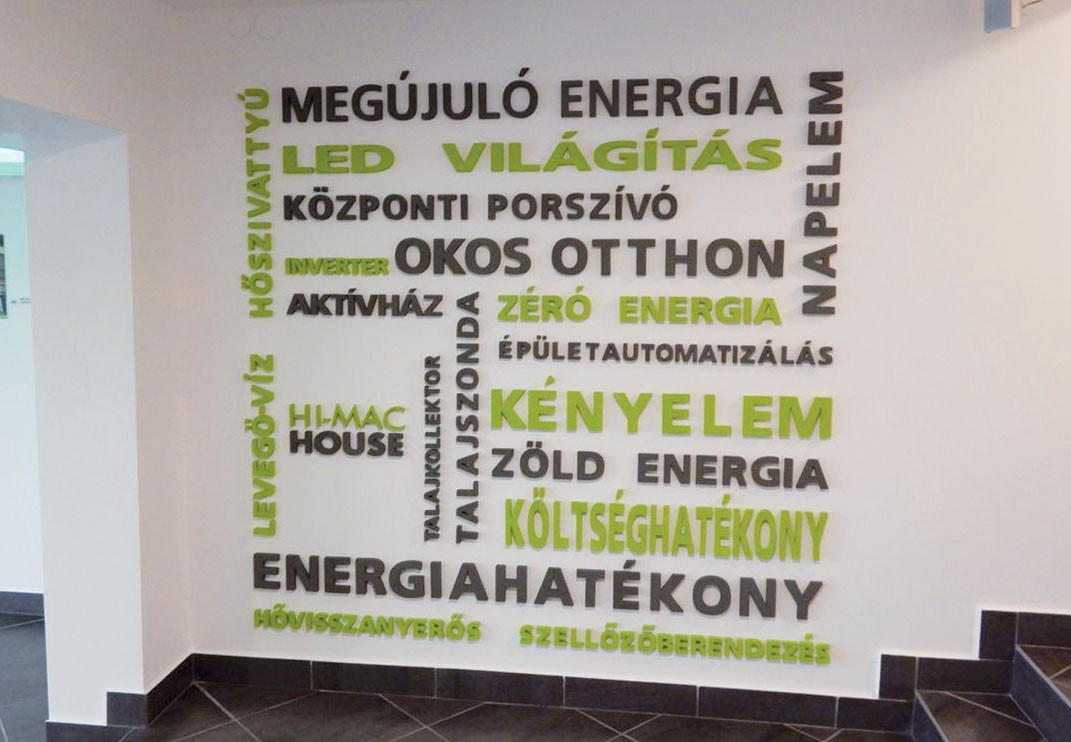 HŐSZIVATTYÚ
MEGÚJULÓ ENERGIA
NAPELEM
LED VILÁGÍTÁS
KÖZPONTI PORSZÍVÓ
INVERTER
OKOS OTTHON
AKTÍVHÁZ
ZÉRÓ ENERGIA
ÉPÜLETAUTOMATIZÁLÁS
LEVEGŐ-VÍZ
HI-MAC
HOUSE
TALAJKOLLEKTOR
TALAJSZONDA
KÉNYELEM
ZÖLD ENERGIA
KÖLTSÉGHATÉKONY
ENERGIAHATÉKONY
HŐVISSZANYERŐS SZELLŐZŐBERENDEZÉS